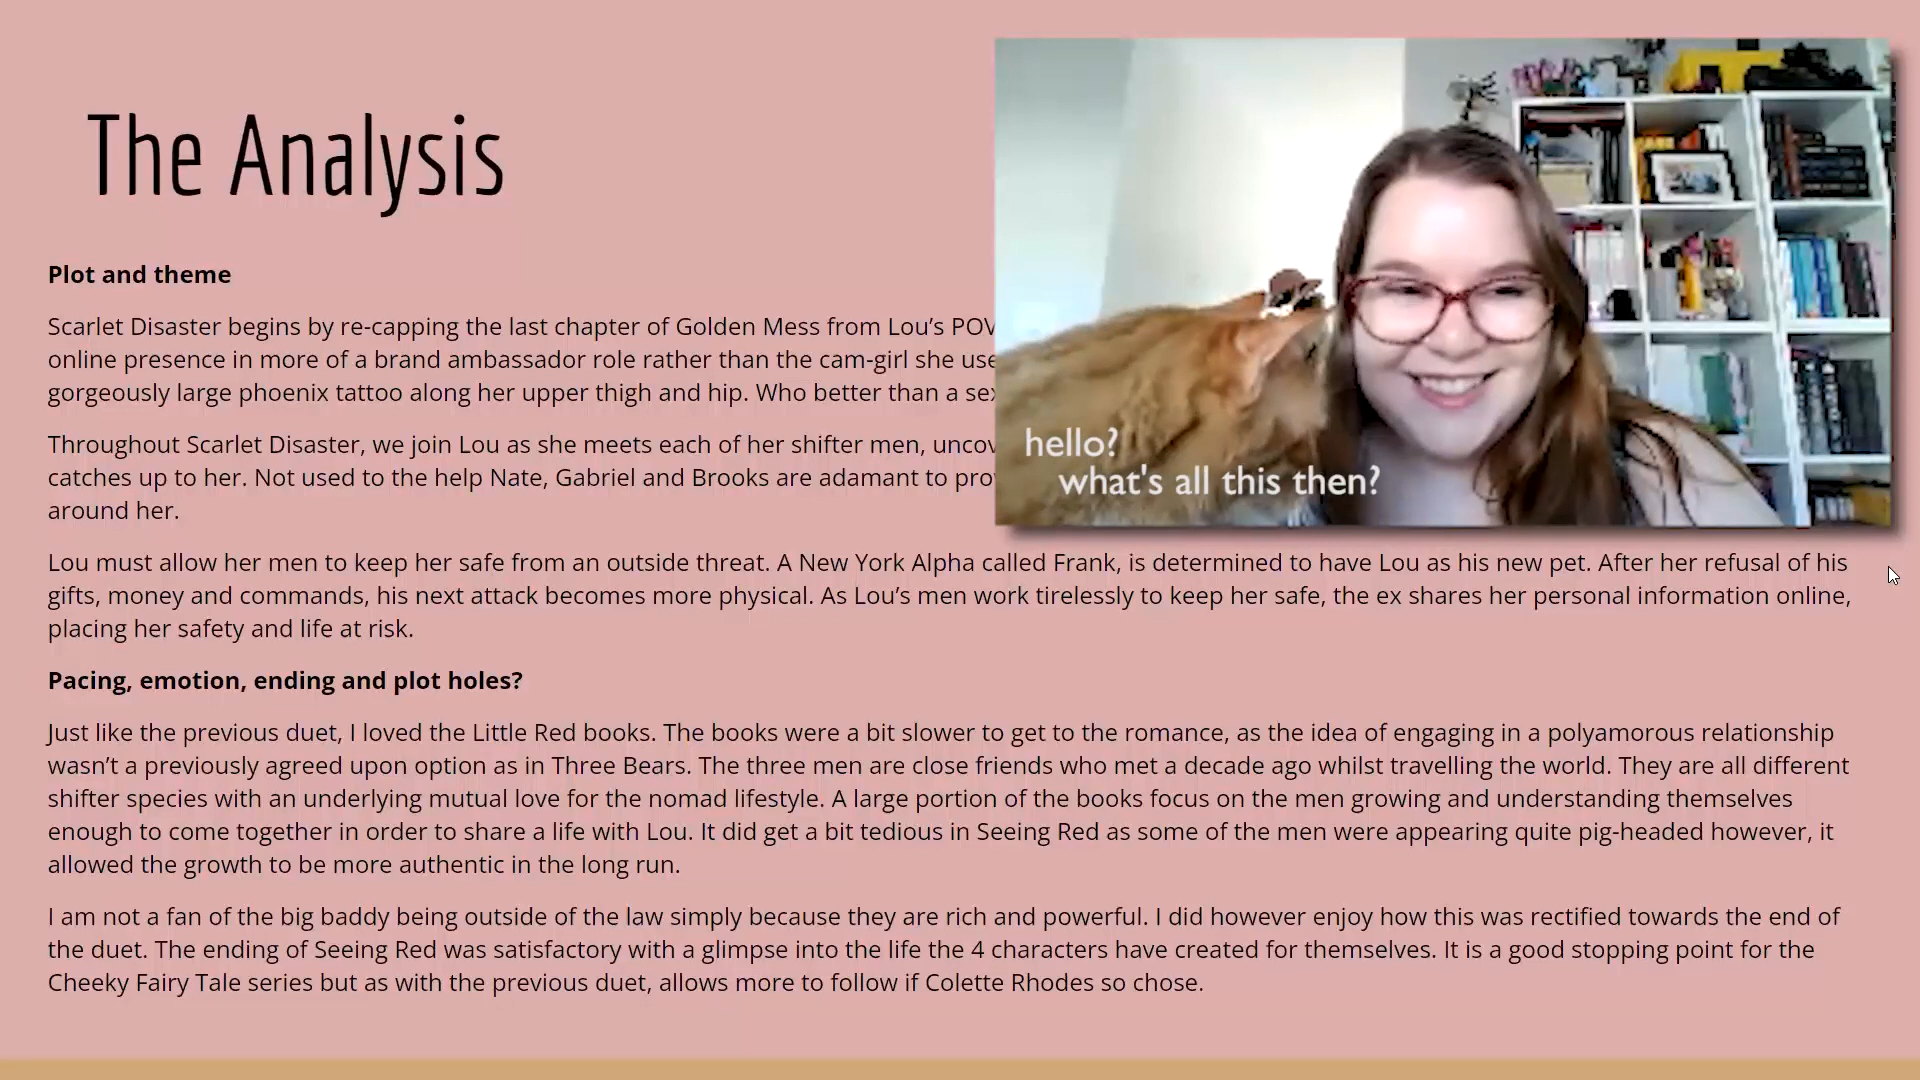 The Analysis
Plot and theme
Scarlet Disaster begins by re-capping the last chapter of Golden Mess from Lou’s POV
online presence in more of a brand ambassador role rather than the cam-girl she use
gorgeously large phoenix tattoo along her upper thigh and hip. Who better than a sex
Throughout Scarlet Disaster, we join Lou as she meets each of her shifter men, uncov
catches up to her. Not used to the help Nate, Gabriel and Brooks are adamant to prov
around her.
hello?
what's all this then?
Lou must allow her men to keep her safe from an outside threat. A New York Alpha called Frank, is determined to have Lou as his new pet. After her refusal of his
gifts, money and commands, his next attack becomes more physical. As Lou’s men work tirelessly to keep her safe, the ex shares her personal information online,
placing her safety and life at risk.
Pacing, emotion, ending and plot holes?
Just like the previous duet, I loved the Little Red books. The books were a bit slower to get to the romance, as the idea of engaging in a polyamorous relationship
wasn’t a previously agreed upon option as in Three Bears. The three men are close friends who met a decade ago whilst travelling the world. They are all different
shifter species with an underlying mutual love for the nomad lifestyle. A large portion of the books focus on the men growing and understanding themselves
enough to come together in order to share a life with Lou. It did get a bit tedious in Seeing Red as some of the men were appearing quite pig-headed however, it
allowed the growth to be more authentic in the long run.
I am not a fan of the big baddy being outside of the law simply because they are rich and powerful. I did however enjoy how this was rectified towards the end of
the duet. The ending of Seeing Red was satisfactory with a glimpse into the life the 4 characters have created for themselves. It is a good stopping point for the
Cheeky Fairy Tale series but as with the previous duet, allows more to follow if Colette Rhodes so chose.